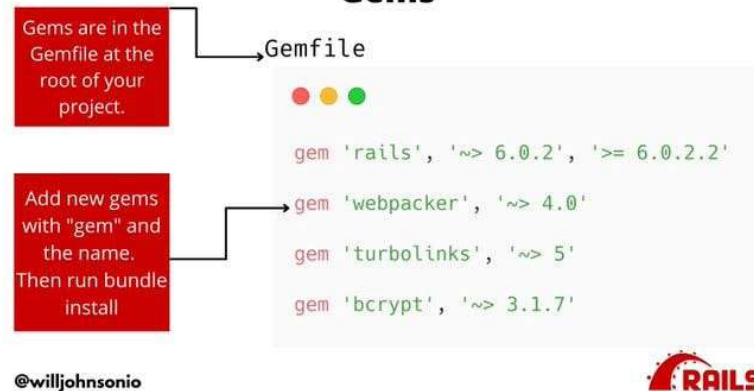 Gems
Gems are in the
Gemfile at the
root of your
project.
Gemfile
gem 'rails', '~> 6.0.2', '>= 6.0.2.2'
Add new gems
with "gem" and
the name.
Then run bundle
install
gem 'webpacker', '~> 4.0'
gem 'turbolinks', '~> 5'
gem 'bcrypt', '~> 3.1.7'
@willjohnsonio
RAILS